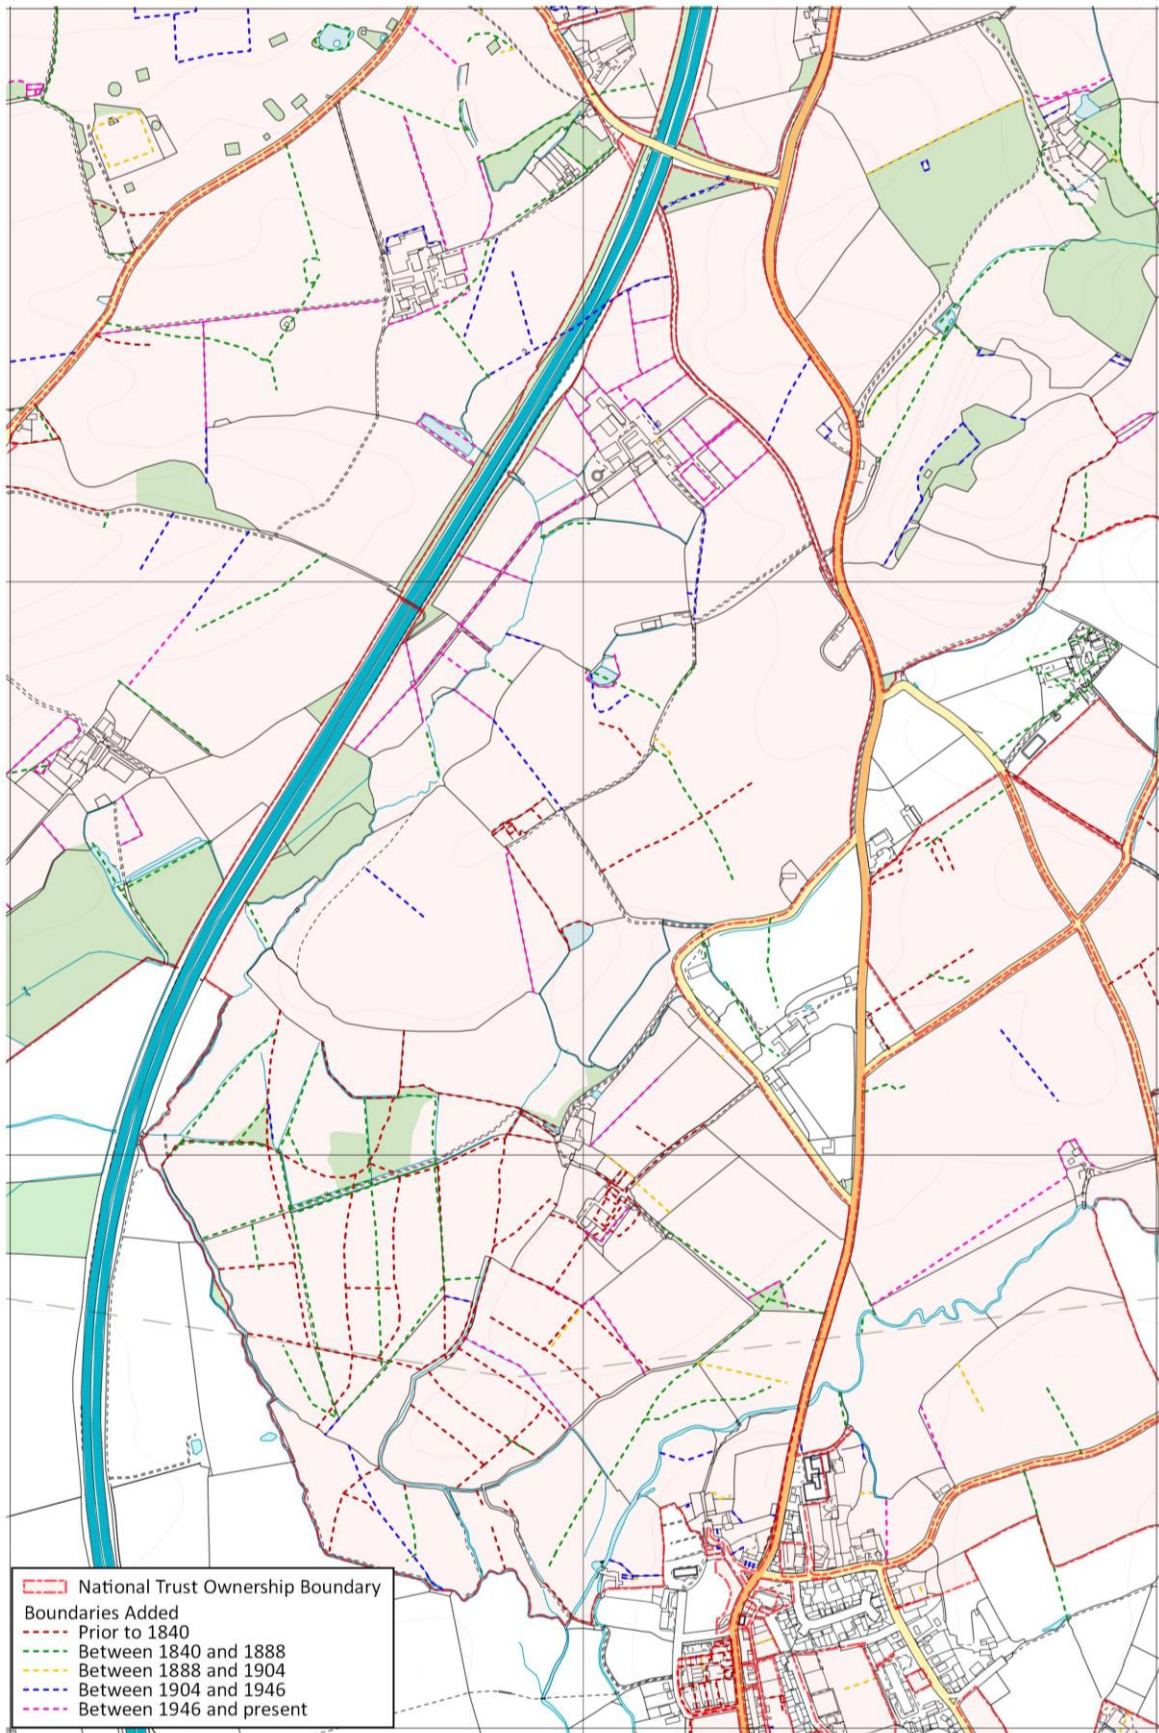 National Trust Ownership Boundary
Boundaries Added
Prior to 1840
Between 1840 and 1888
Between 1888 and 1904
Between 1904 and 1946
Between 1946 and present